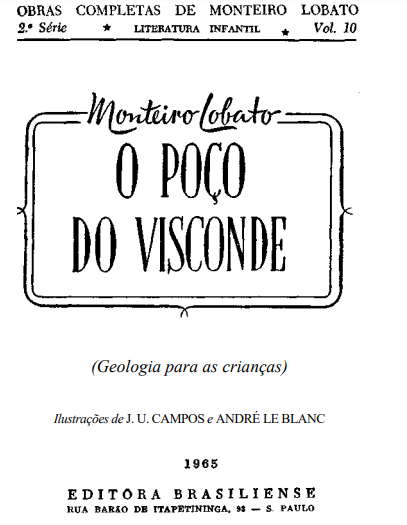 OBRAS COMPLETAS DE MONTEIRO LOBATO
2.ª Série ★ LITERATURA INFANTIL ★ Vol. 10
Monteiro Lobato
O POÇO
DO VISCONDE
(Geologia para as crianças)
Ilustrações de J. U. CAMPOS e ANDRÉ LE BLANC
1965
EDITÔRA BRASILIENSE
RUA BARÃO DE ITAPETININGA, 93 — S. PAULO